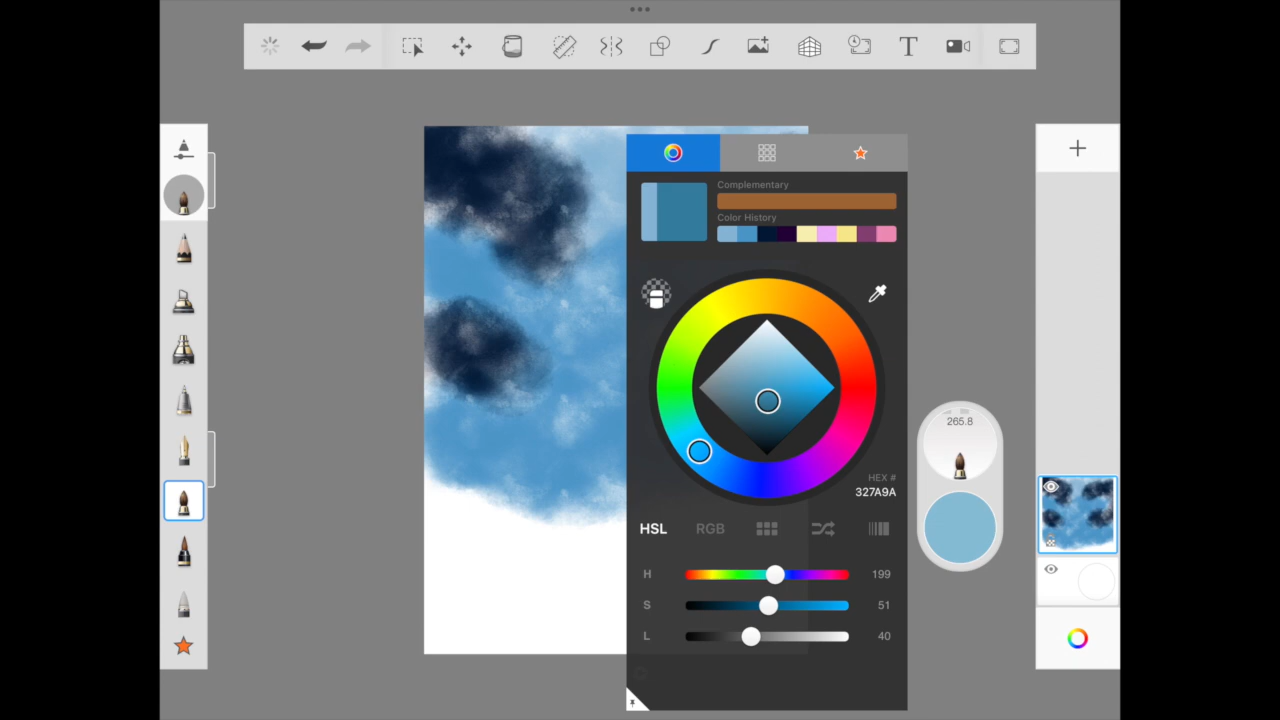 T
Complementary
Color History
265.8
HEX #
327A9A
HSL RGB
H 199
S 51
L 40